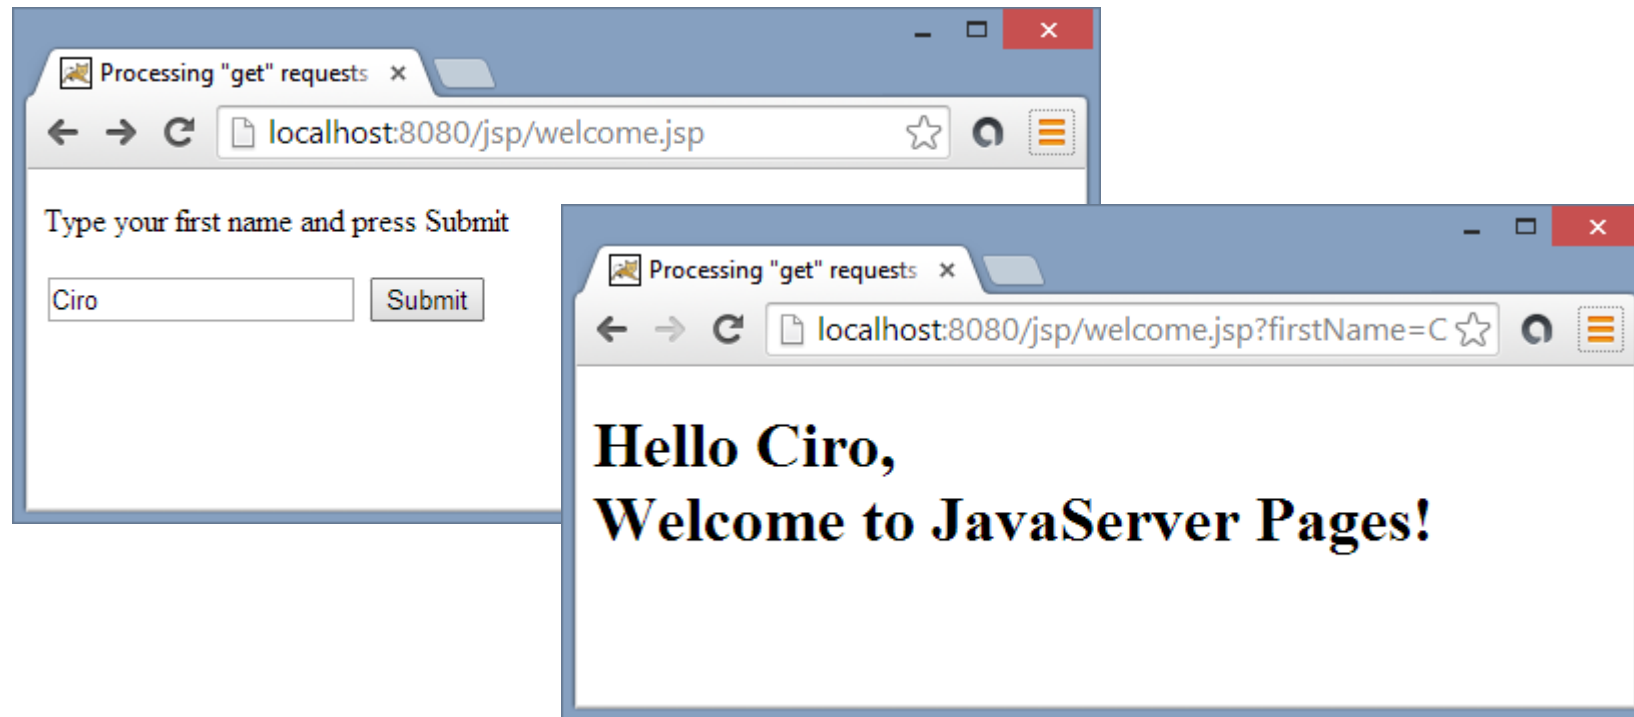 Processing "get" requests
localhost:8080/jsp/welcome.jsp
Type your first name and press Submit
Ciro Submit
Processing "get" requests
localhost:8080/jsp/welcome.jsp?firstName=C
Hello Ciro,
Welcome to JavaServer Pages!